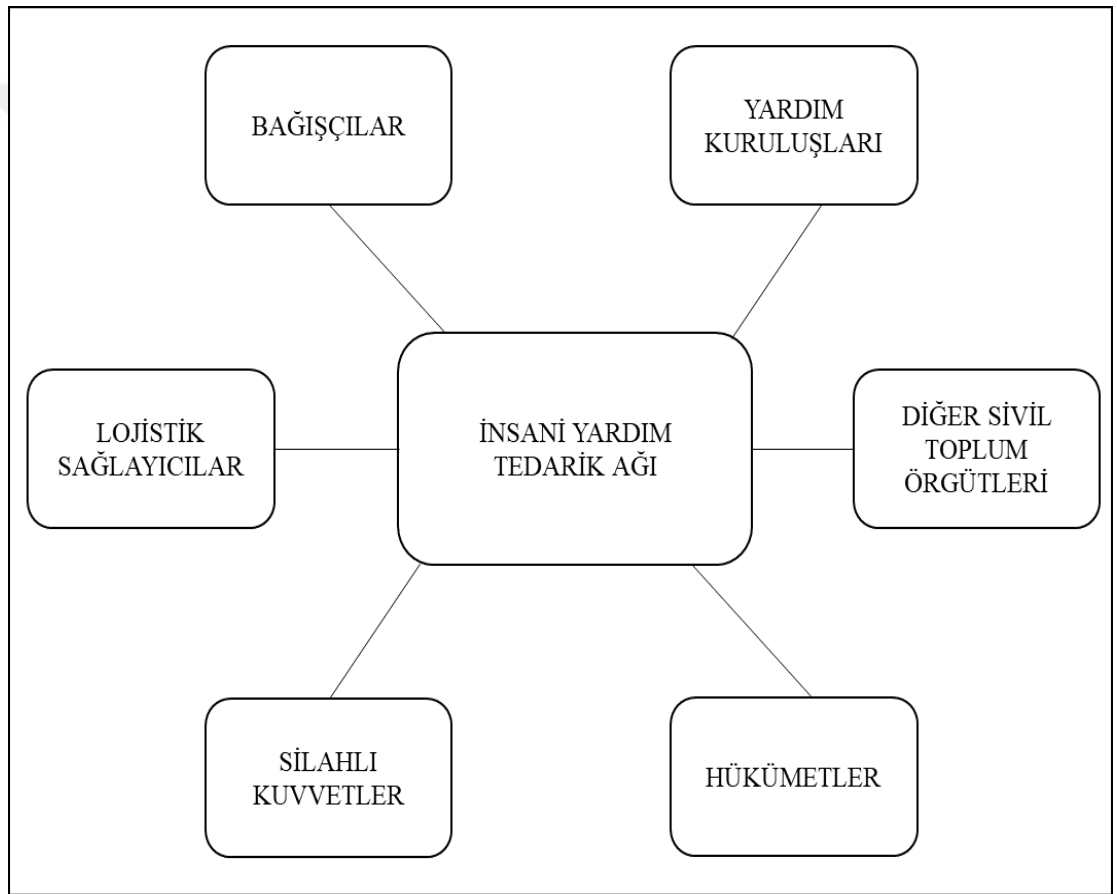 BAĞIŞÇILAR
YARDIM
KURULUŞLARI
LOJİSTİK
SAĞLAYICILAR
İNSANİ YARDIM
TEDARİK AĞI
DİĞER SİVİL
TOPLUM
ÖRGÜTLERİ
SİLAHLI
KUVVETLER
HÜKÜMETLER